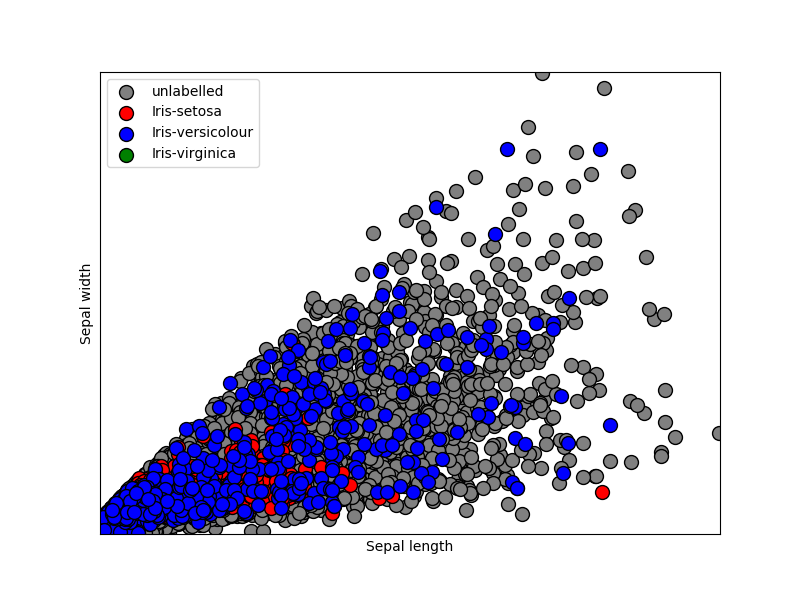 unlabelled
Iris-setosa
Iris-versicolour
Iris-virginica
Sepal width
Sepal length